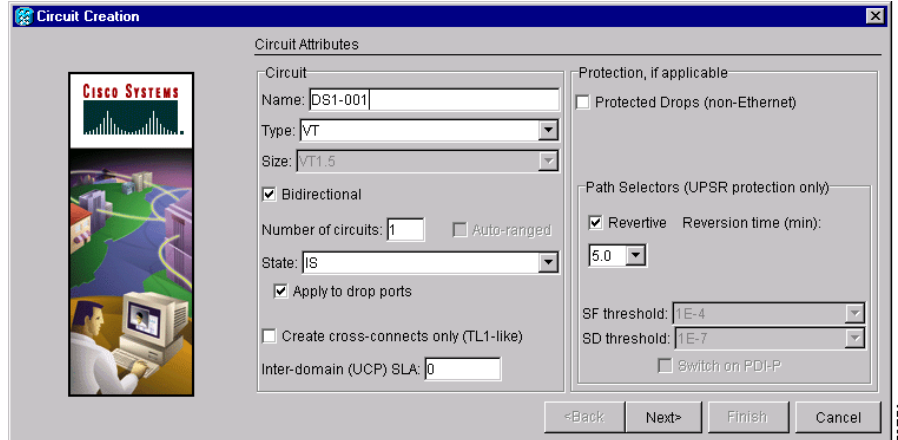 Circuit Creation
Circuit Attributes
CISCO SYSTEMS
Circuit
Name: DS1-001
Type: VT
Size: VT1.5
Bidirectional
Number of circuits: 1 Auto-ranged
State: IS
Apply to drop ports
Create cross-connects only (TL1-like)
Inter-domain (UCP) SLA: 0
Protection, if applicable
Protected Drops (non-Ethernet)
Path Selectors (UPSR protection only)
Revertive Reversion time (min):
5.0
SF threshold: 1E-4
SD threshold: 1E-7
Switch on PDI-P
<Back Next> Finish Cancel